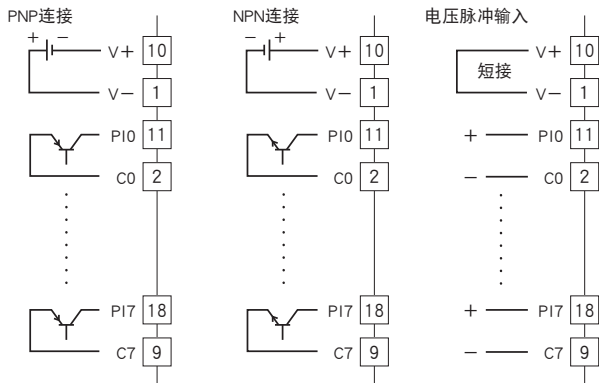 PNP连接
+ − V+ 10
V− 1
PI0 11
C0 2
PI7 18
C7 9
NPN连接
− + V+ 10
V− 1
PI0 11
C0 2
PI7 18
C7 9
电压脉冲输入
V+ 10
短接
V− 1
+ PI0 11
− C0 2
+ PI7 18
− C7 9